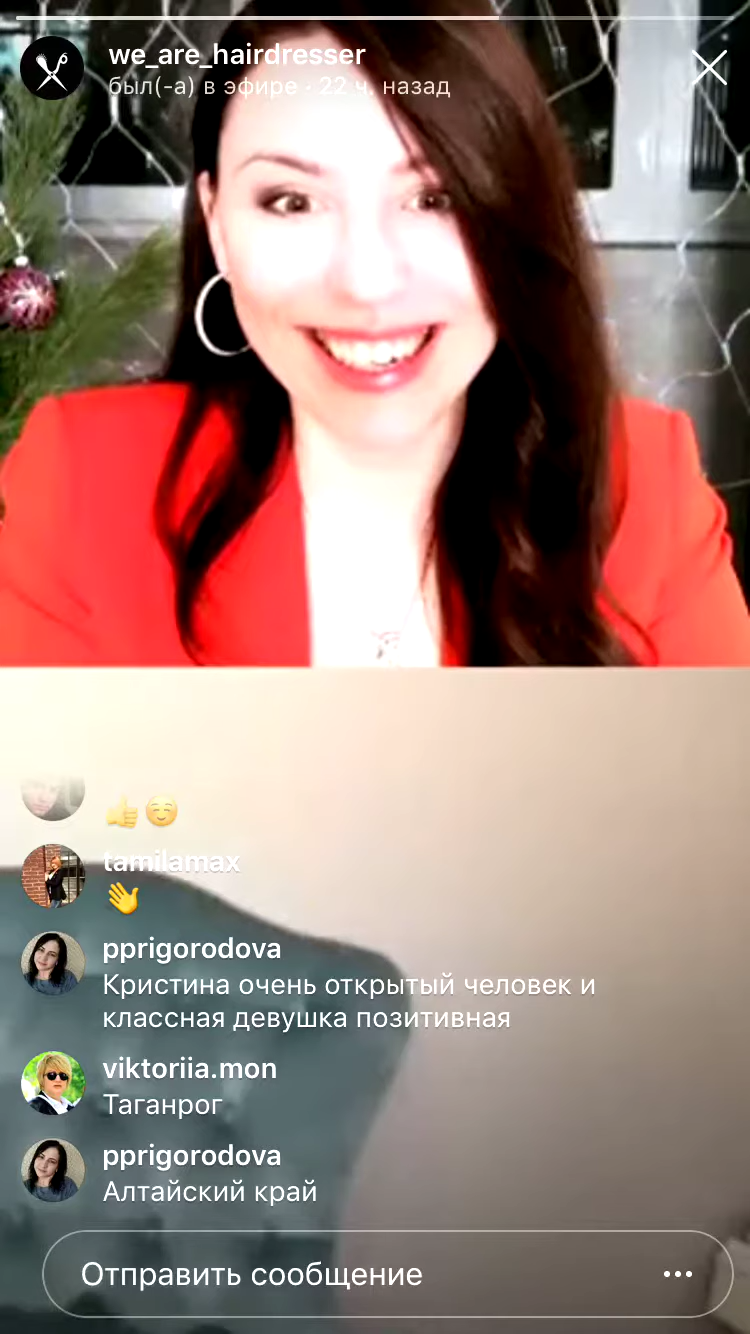 we_are_hairdresser
был(-а) в эфире · 22 ч. назад
tamilamax
pprigorodova
Кристина очень открытый человек и
классная девушка позитивная
viktoriia.mon
Таганрог
pprigorodova
Алтайский край
Отправить сообщение